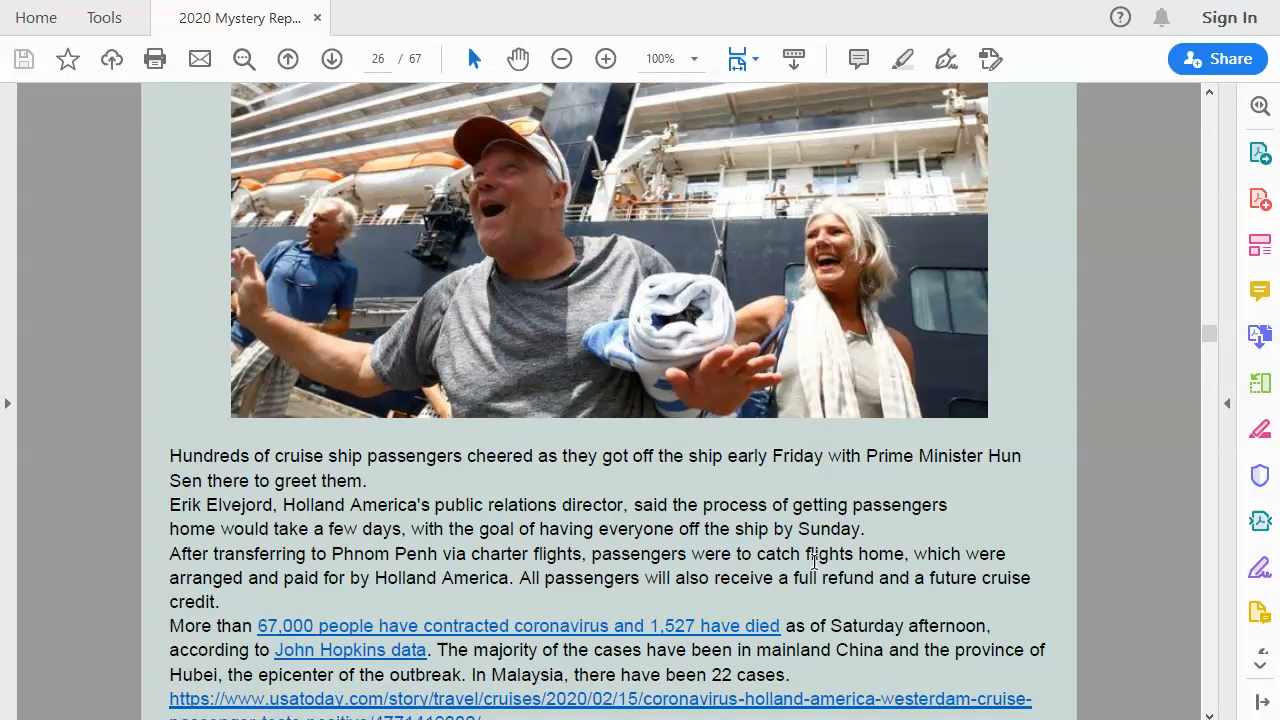 Home Tools 2020 Mystery Rep... × Sign In
26 / 67 100% Share
Hundreds of cruise ship passengers cheered as they got off the ship early Friday with Prime Minister Hun
Sen there to greet them.
Erik Elvejord, Holland America's public relations director, said the process of getting passengers
home would take a few days, with the goal of having everyone off the ship by Sunday.
After transferring to Phnom Penh via charter flights, passengers were to catch flights home, which were
arranged and paid for by Holland America. All passengers will also receive a full refund and a future cruise
credit.
More than 67,000 people have contracted coronavirus and 1,527 have died as of Saturday afternoon,
according to John Hopkins data. The majority of the cases have been in mainland China and the province of
Hubei, the epicenter of the outbreak. In Malaysia, there have been 22 cases.
https://www.usatoday.com/story/travel/cruises/2020/02/15/coronavirus-holland-america-westerdam-cruise-